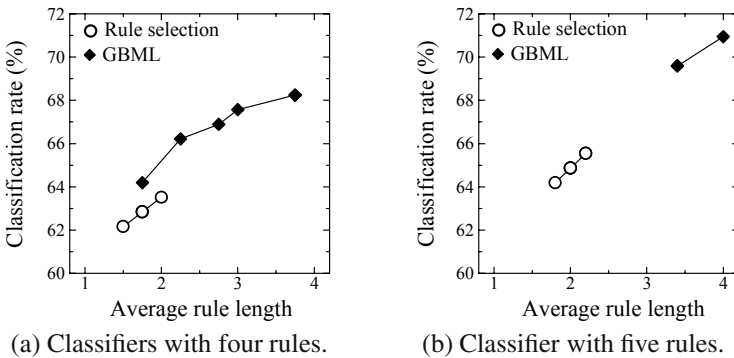 72
70
68
66
64
62
60
Classification rate (%)
Rule selection
GBML
1 2 3 4
Average rule length
(a) Classifiers with four rules.
72
70
68
66
64
62
60
Classification rate (%)
Rule selection
GBML
1 2 3 4
Average rule length
(b) Classifier with five rules.